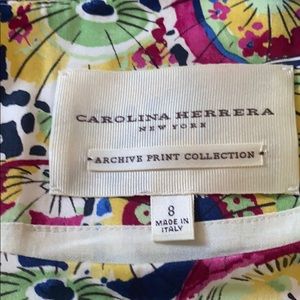 CAROLINA HERRERA
NEW YORK
ARCHIVE PRINT COLLECTION
8
MADE IN
ITALY